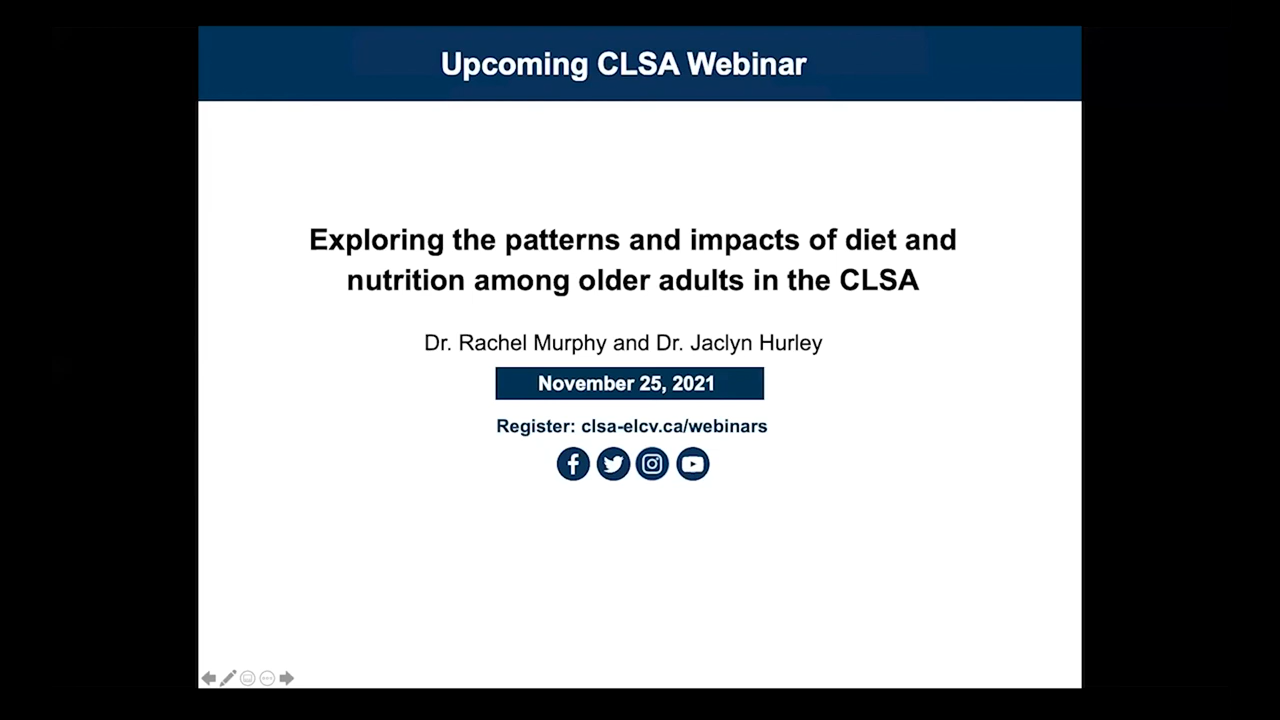 Upcoming CLSA Webinar
Exploring the patterns and impacts of diet and
nutrition among older adults in the CLSA
Dr. Rachel Murphy and Dr. Jaclyn Hurley
November 25, 2021
Register: clsa-elcv.ca/webinars